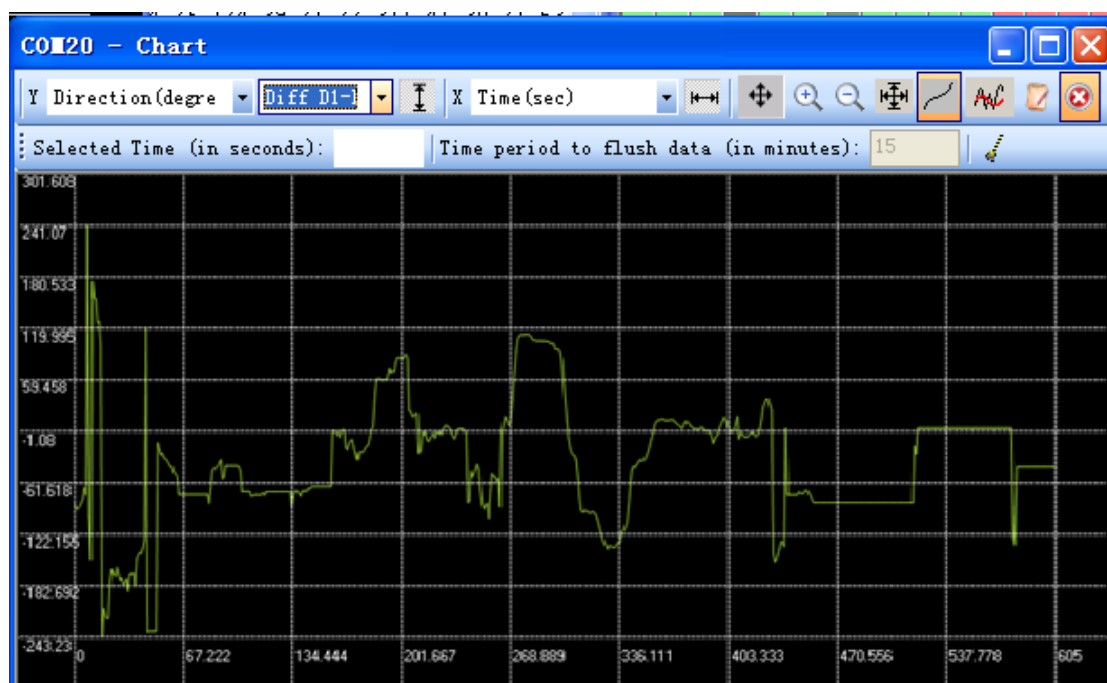 COM20 - Chart
Y Direction(degre Diff D1- X Time(sec)
Selected Time (in seconds): Time period to flush data (in minutes): 15
301.608
241.07
180.533
119.995
59.458
-1.08
-61.618
-122.155
-182.692
-243.23
0 67.222 134.444 201.667 268.889 336.111 403.333 470.556 537.778 605